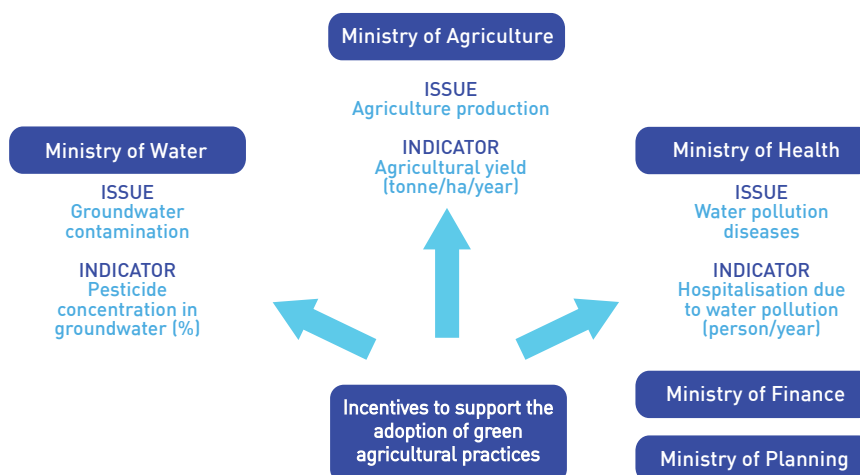 Ministry of Agriculture
ISSUE
Agriculture production
INDICATOR
Agricultural yield
(tonne/ha/year)
Ministry of Water
ISSUE
Groundwater
contamination
INDICATOR
Pesticide
concentration in
groundwater (%)
Ministry of Health
ISSUE
Water pollution
diseases
INDICATOR
Hospitalisation due
to water pollution
(person/year)
Incentives to support the
adoption of green
agricultural practices
Ministry of Finance
Ministry of Planning